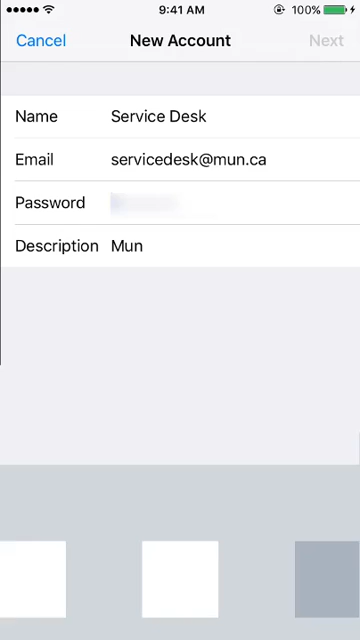 9:41 AM 100%
Cancel New Account Next
Name Service Desk
Email servicedesk@mun.ca
Password
Description Mun